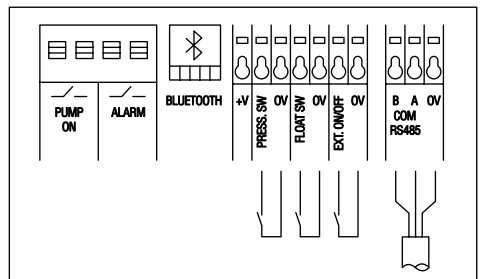 PUMP ON
ALARM
BLUETOOTH
+V
PRESS. SW
0V
FLOAT SW
0V
EXT. ON/OFF
0V
B A 0V
COM
RS485